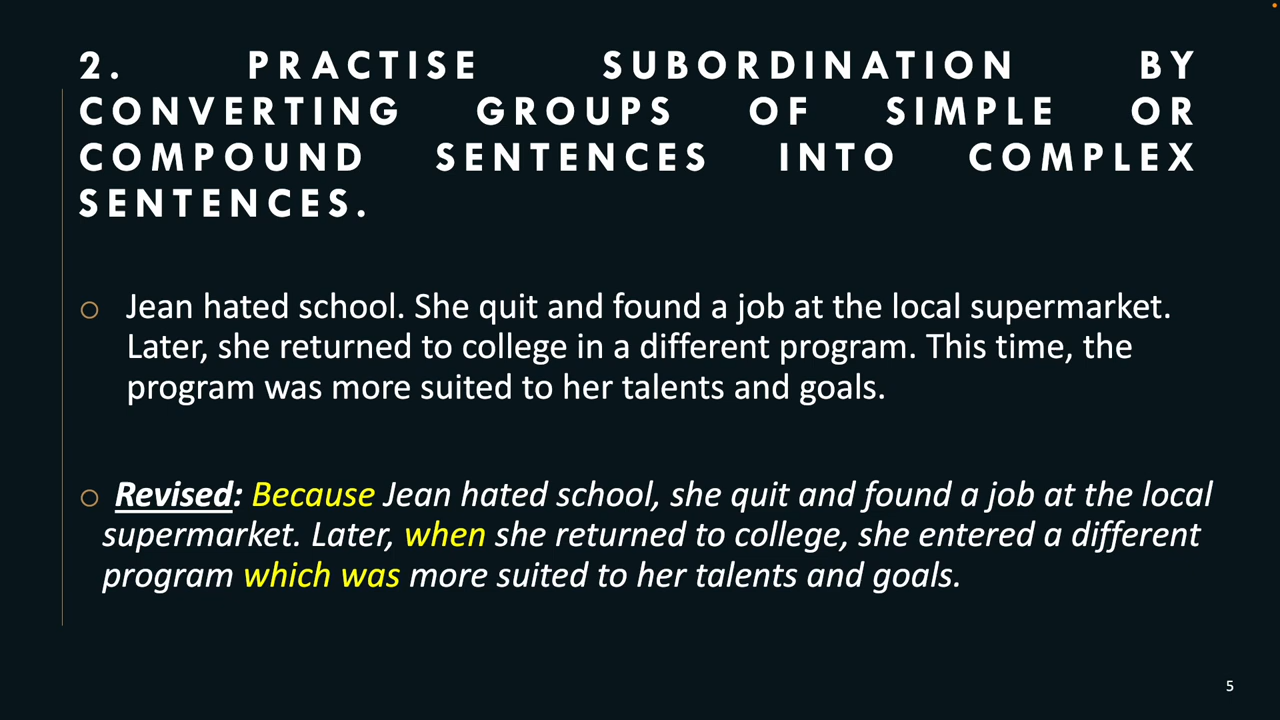 2. PRACTISE SUBORDINATION BY
CONVERTING GROUPS OF SIMPLE OR
COMPOUND SENTENCES INTO COMPLEX
SENTENCES.
Jean hated school. She quit and found a job at the local supermarket.
Later, she returned to college in a different program. This time, the
program was more suited to her talents and goals.
Revised: Because Jean hated school, she quit and found a job at the local
supermarket. Later, when she returned to college, she entered a different
program which was more suited to her talents and goals.
5